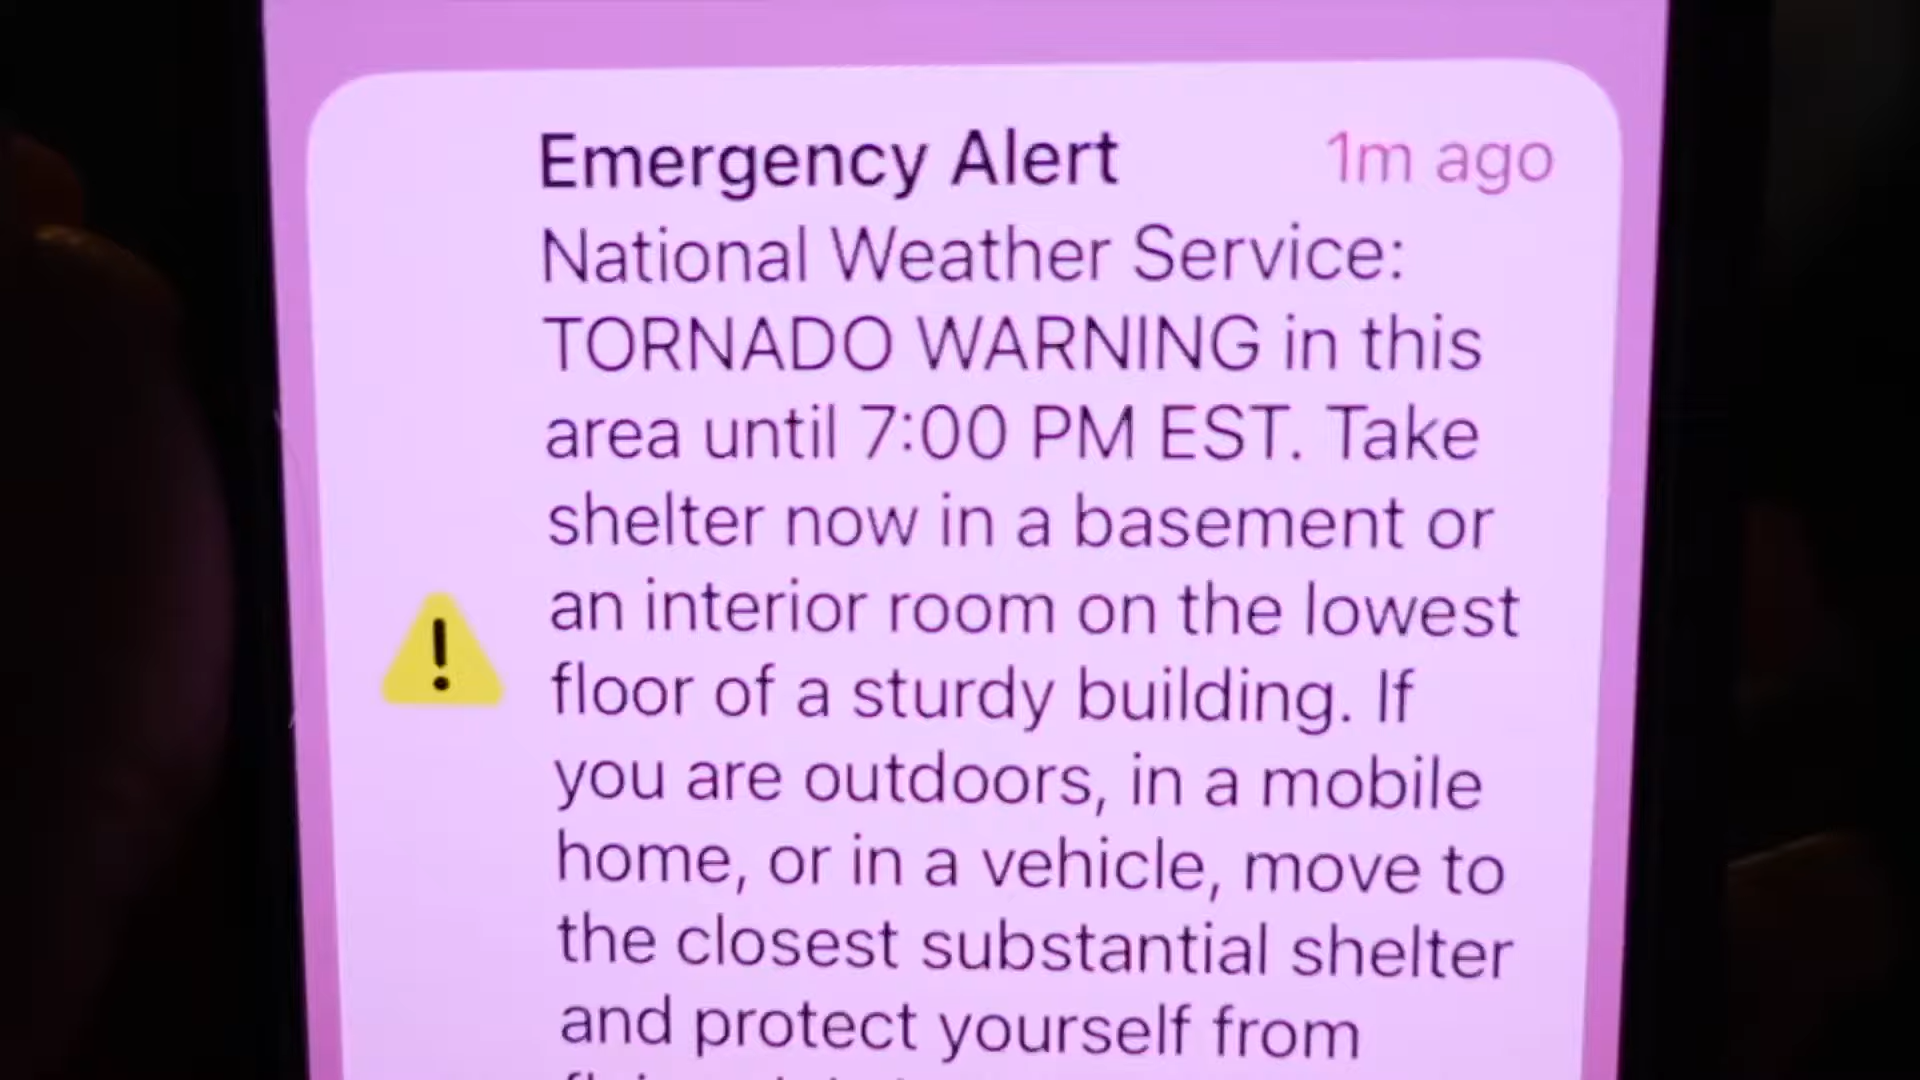 Emergency Alert 1m ago
National Weather Service:
TORNADO WARNING in this
area until 7:00 PM EST. Take
shelter now in a basement or
an interior room on the lowest
floor of a sturdy building. If
you are outdoors, in a mobile
home, or in a vehicle, move to
the closest substantial shelter
and protect yourself from